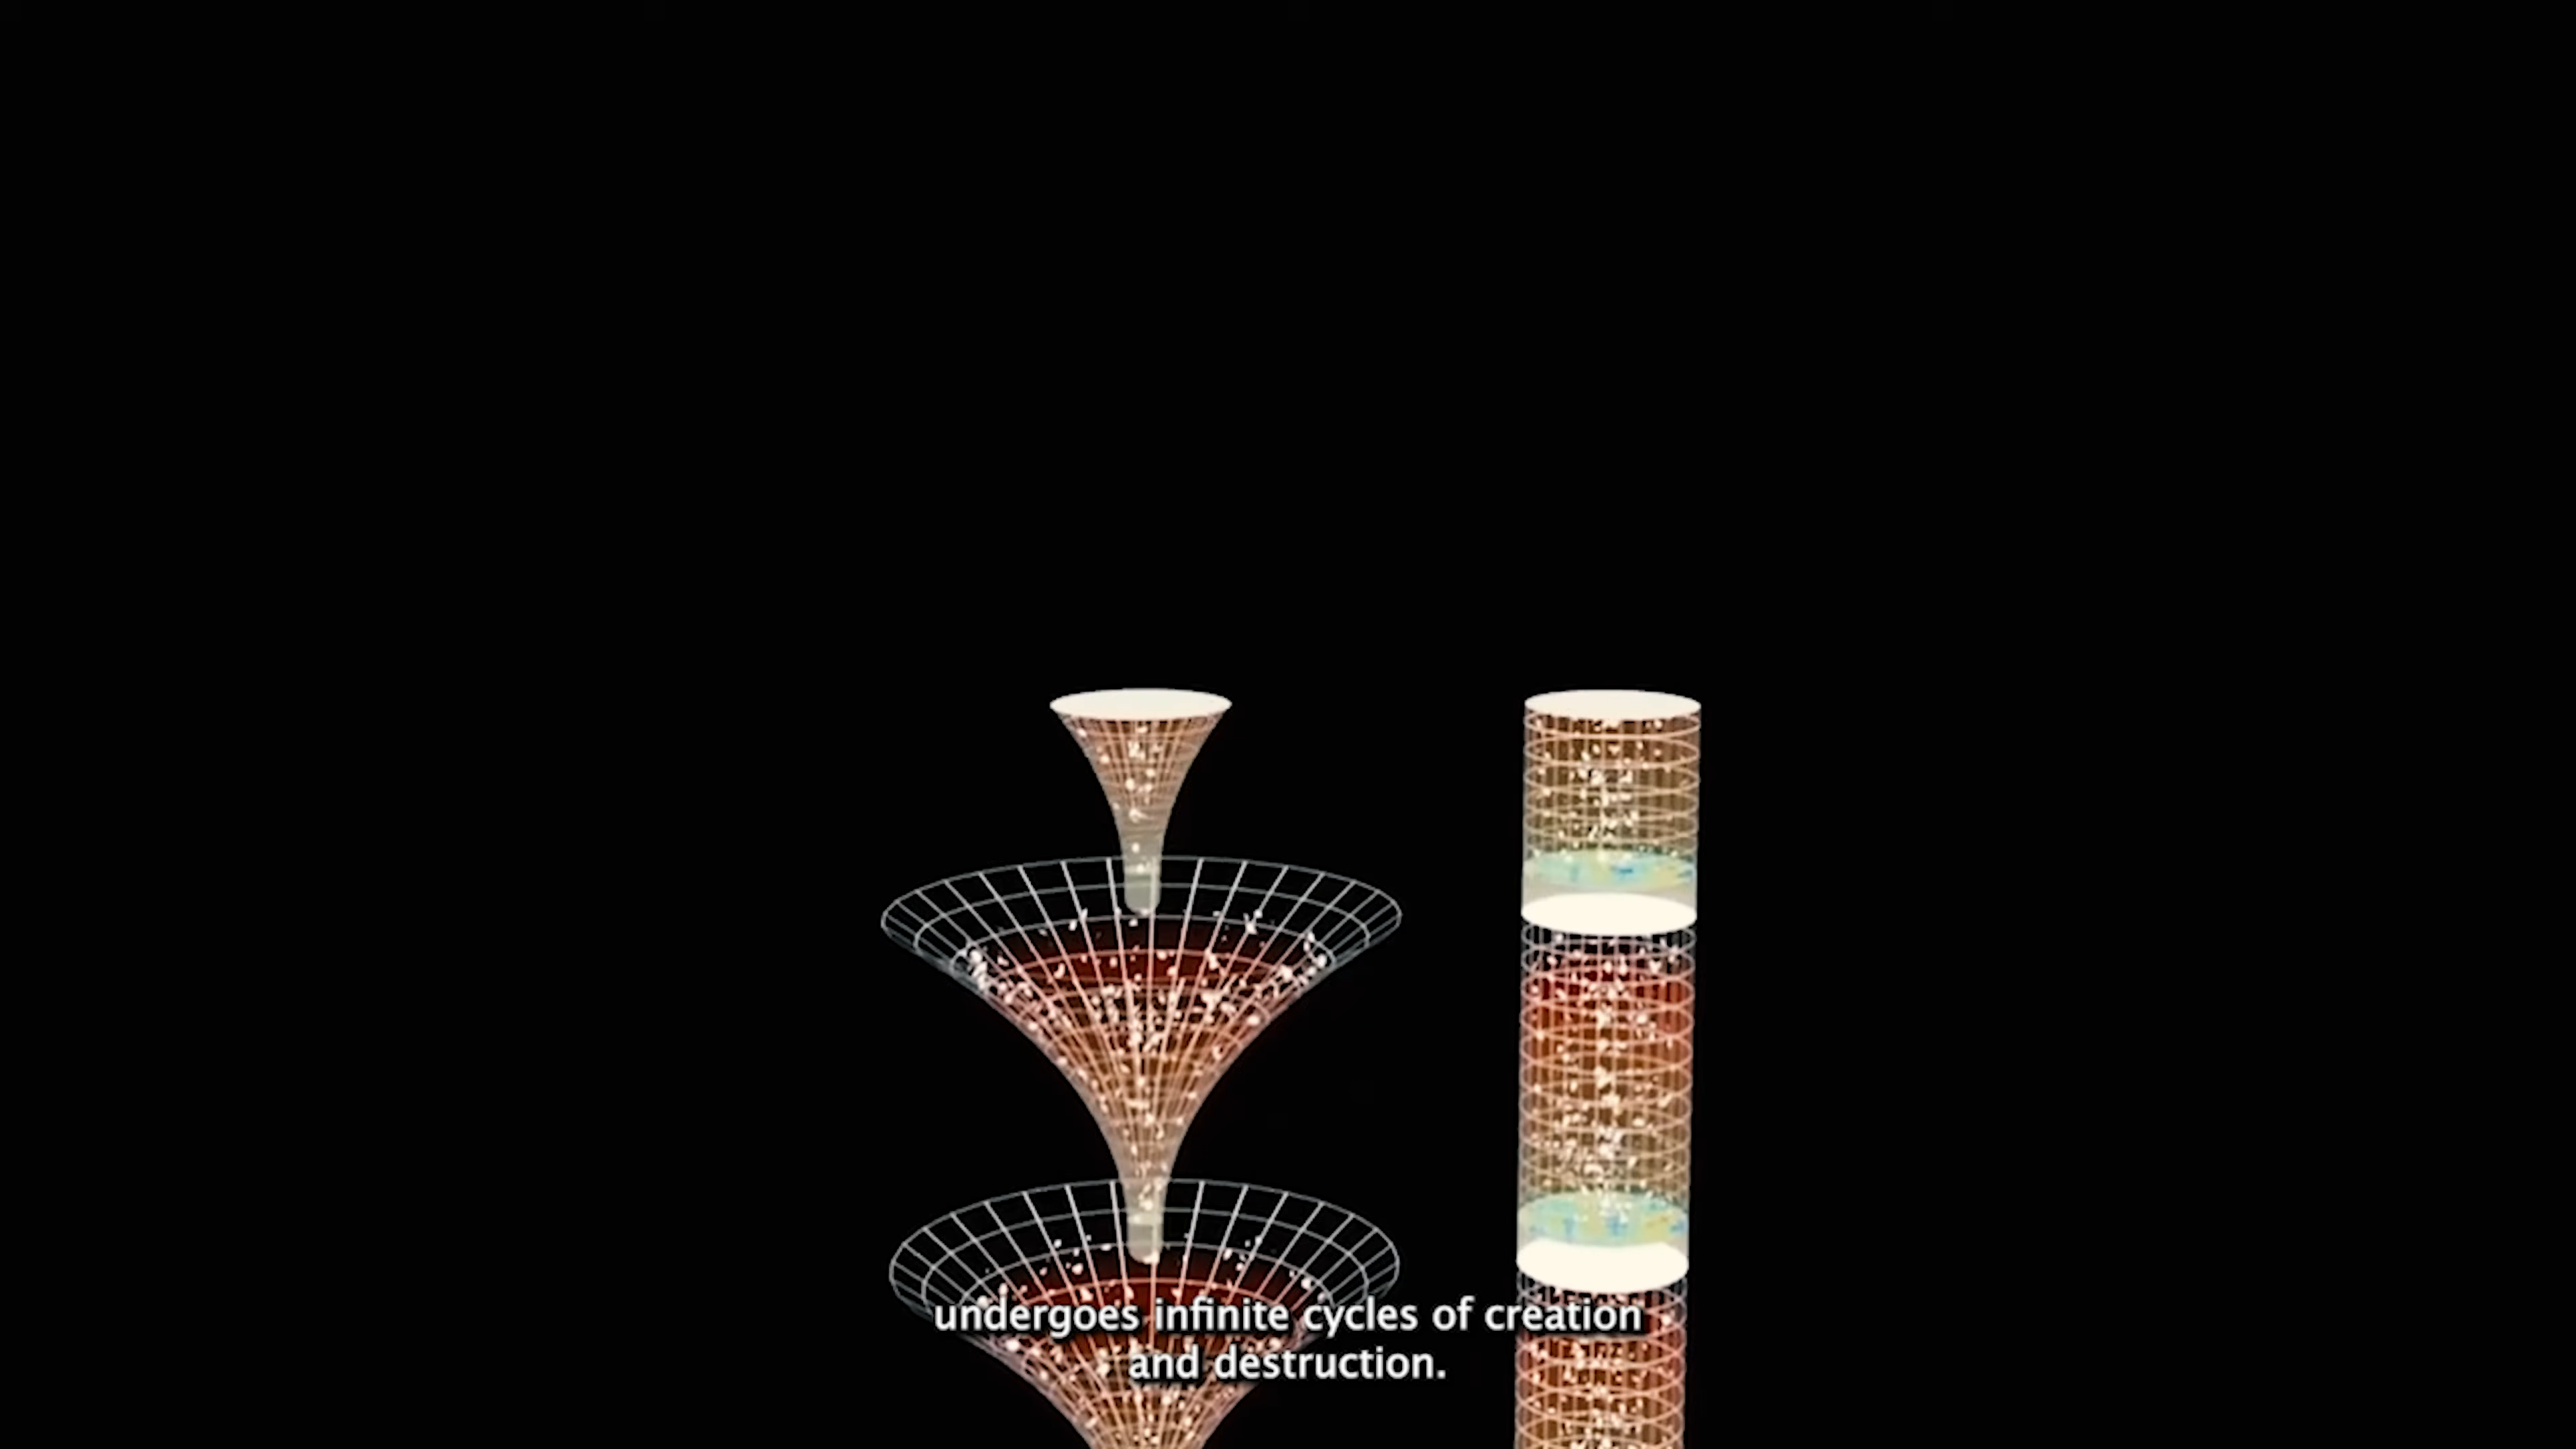 undergoes infinite cycles of creation
and destruction.